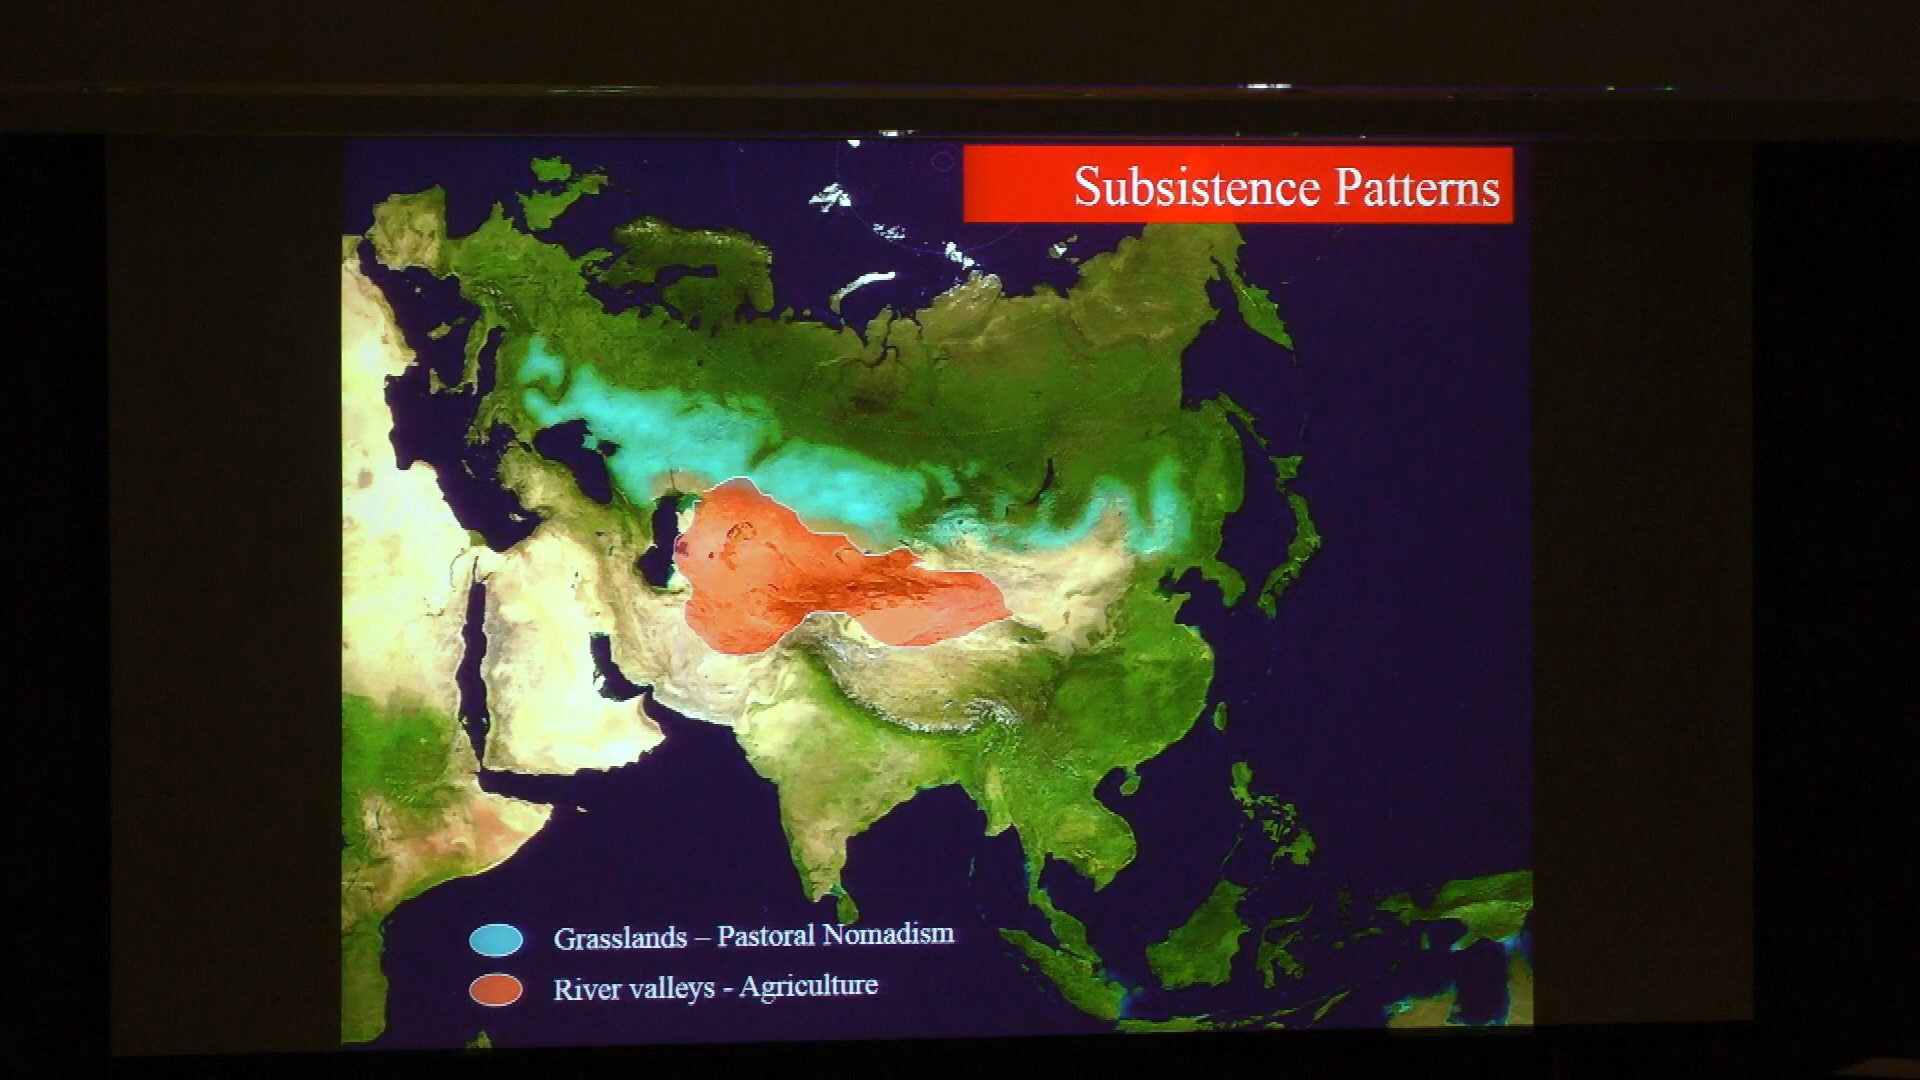 Subsistence Patterns
Grasslands – Pastoral Nomadism
River valleys - Agriculture